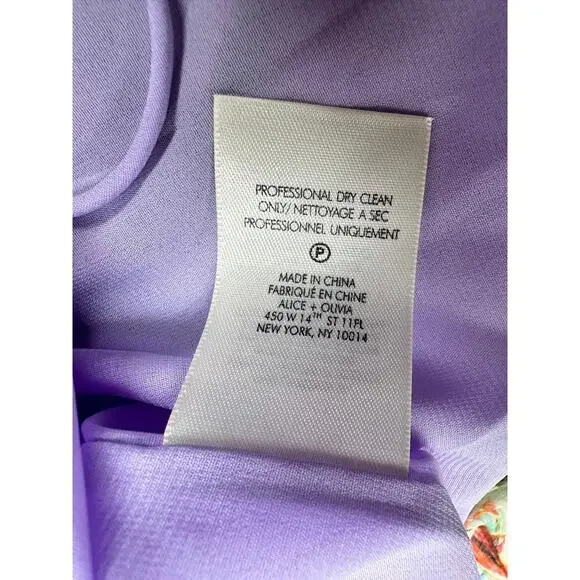 PROFESSIONAL DRY CLEAN
ONLY/ NETTOYAGE A SEC
PROFESSIONNEL UNIQUEMENT
P
MADE IN CHINA
FABRIQUÉ EN CHINE
ALICE + OLIVIA
450 W 14TH ST 11FL
NEW YORK, NY 10014